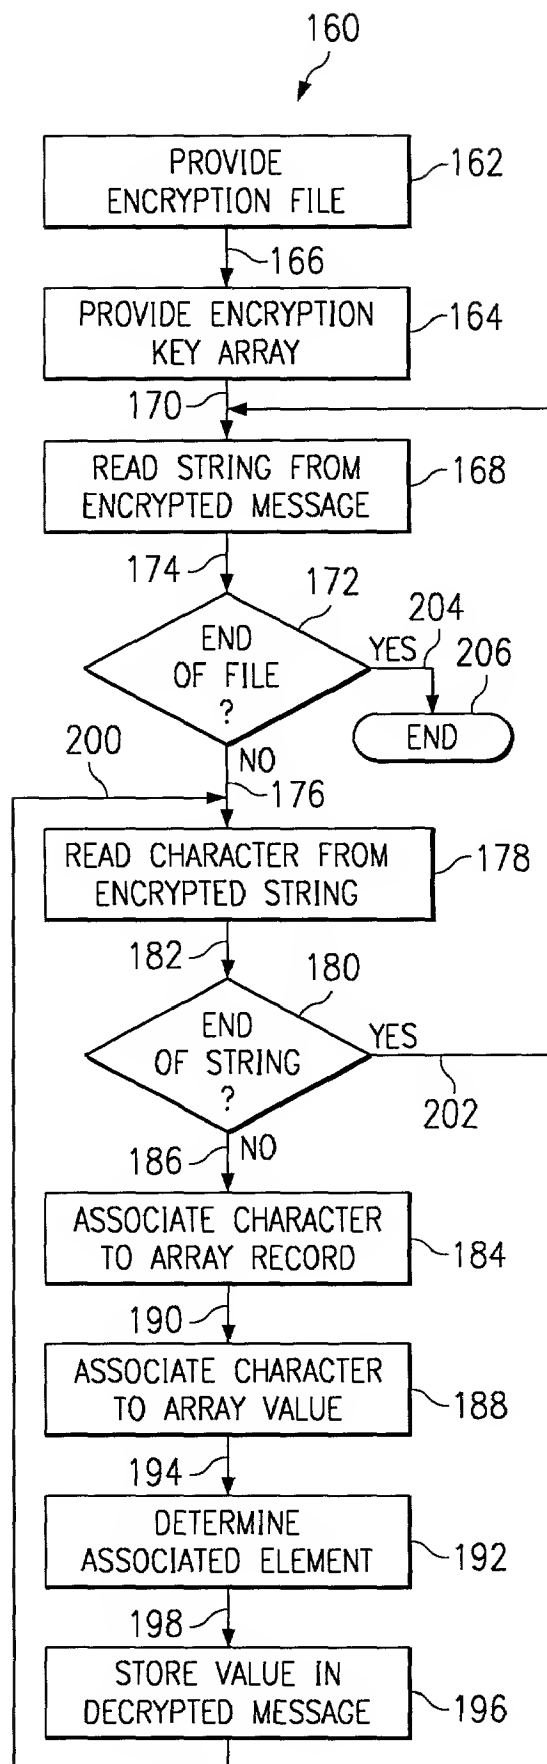 160
PROVIDE
ENCRYPTION FILE
162
166
PROVIDE ENCRYPTION
KEY ARRAY
164
170
READ STRING FROM
ENCRYPTED MESSAGE
168
174
172
END
OF FILE
?
YES
204
206
END
NO
200
176
READ CHARACTER FROM
ENCRYPTED STRING
178
182
180
END
OF STRING
?
YES
202
NO
186
ASSOCIATE CHARACTER
TO ARRAY RECORD
184
190
ASSOCIATE CHARACTER
TO ARRAY VALUE
188
194
DETERMINE
ASSOCIATED ELEMENT
192
198
STORE VALUE IN
DECRYPTED MESSAGE
196